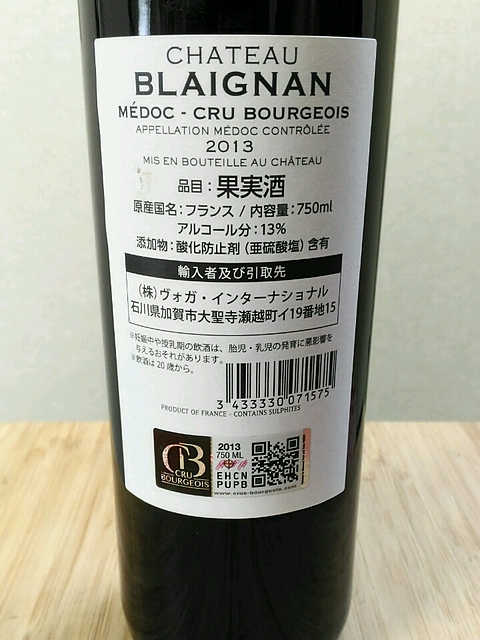 CHATEAU
BLAIGNAN
MÉDOC - CRU BOURGEOIS
APPELLATION MÉDOC CONTRÔLÉE
2013
MIS EN BOUTEILLE AU CHÂTEAU
品目：果実酒
原産国名：フランス / 内容量：750ml
アルコール分：13%
添加物：酸化防止剤（亜硫酸塩）含有
輸入者及び引取先
（株）ヴォガ・インターナショナル
石川県加賀市大聖寺瀬越町イ19番地15
※妊娠中や授乳期の飲酒は、胎児・乳児の発育に悪影響を
与えるおそれがあります。
※飲酒は20歳から。
3 433330 071575
PRODUCT OF FRANCE - CONTAINS SULPHITES
CB
CRU
BOURGEOIS
2013
750 ML
EHCN
PUPB
www.crus-bourgeois.com